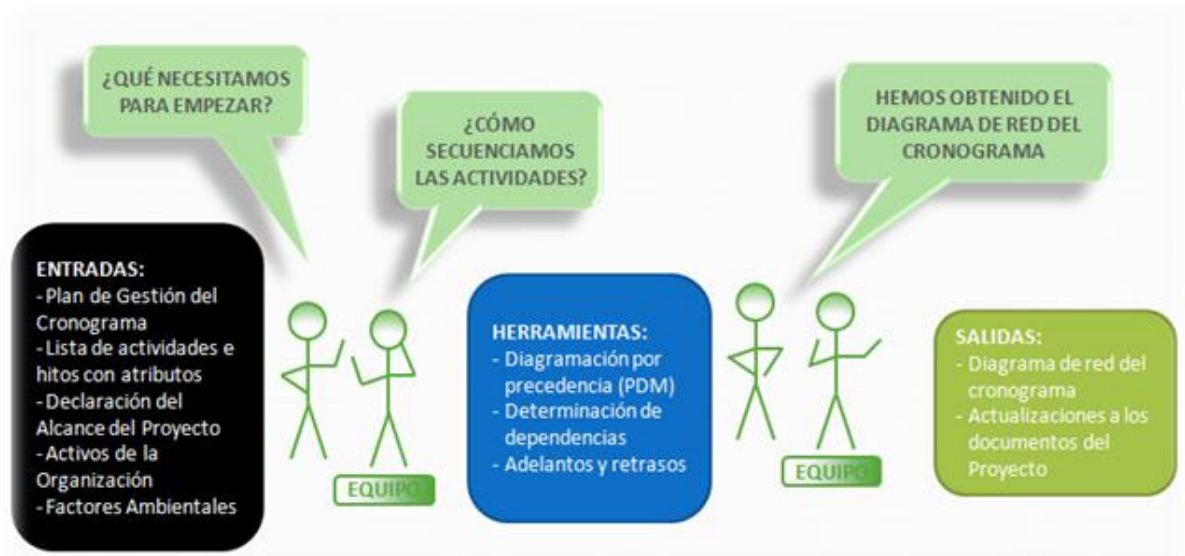 ¿QUÉ NECESITAMOS
PARA EMPEZAR?
¿CÓMO
SECUENCIAMOS
LAS ACTIVIDADES?
HEMOS OBTENIDO EL
DIAGRAMA DE RED DEL
CRONOGRAMA
ENTRADAS:
-Plan de Gestión del
Cronograma
-Lista de actividades e
hitos con atributos
-Declaración del
Alcance del Proyecto
-Activos de la
Organización
-Factores Ambientales
EQUIPO
HERRAMIENTAS:
- Diagramación por
precedencia (PDM)
- Determinación de
dependencias
- Adelantos y retrasos
EQUIPO
SALIDAS:
- Diagrama de red del
cronograma
- Actualizaciones a los
documentos del
Proyecto